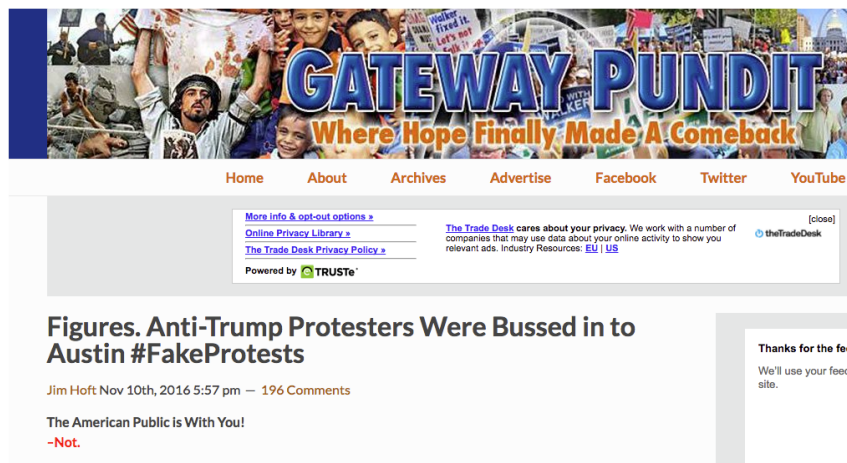 Walker
fixed it.
Let's not
GATEWAY PUNDIT
Where Hope Finally Made A Comeback
Home About Archives Advertise Facebook Twitter YouTube
More info & opt-out options »
Online Privacy Library »
The Trade Desk Privacy Policy »
Powered by TRUSTe
The Trade Desk cares about your privacy. We work with a number of
companies that may use data about your online activity to show you
relevant ads. Industry Resources: EU | US
[close]
theTradeDesk
Figures. Anti-Trump Protesters Were Bussed in to
Austin #FakeProtests
Jim Hoft Nov 10th, 2016 5:57 pm — 196 Comments
The American Public is With You!
–Not.
Thanks for the fe
We'll use your feed
site.